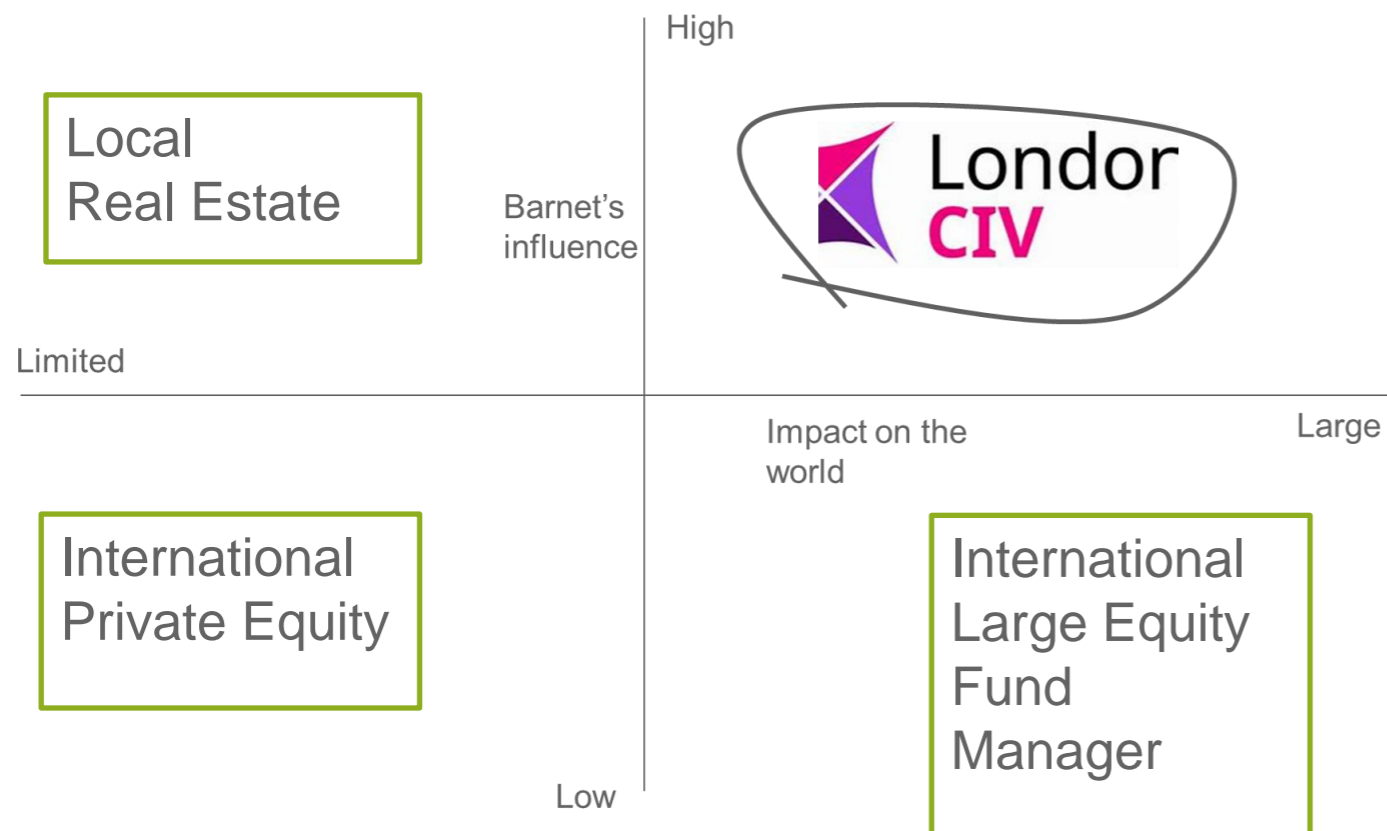 High
Local
Real Estate
Barnet's
influence
Londor
CIV
Limited
Impact on the
world
Large
International
Private Equity
International
Large Equity
Fund
Manager
Low